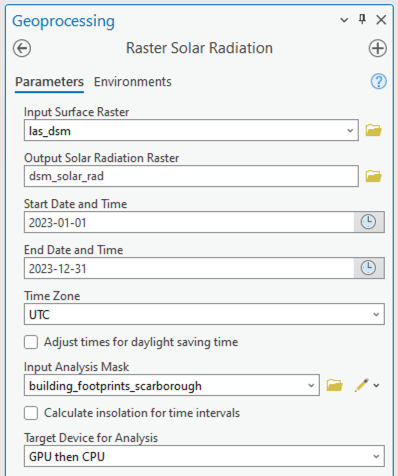 Geoprocessing
Raster Solar Radiation
Parameters Environments
Input Surface Raster
las_dsm
Output Solar Radiation Raster
dsm_solar_rad
Start Date and Time
2023-01-01
End Date and Time
2023-12-31
Time Zone
UTC
Adjust times for daylight saving time
Input Analysis Mask
building_footprints_scarborough
Calculate insolation for time intervals
Target Device for Analysis
GPU then CPU